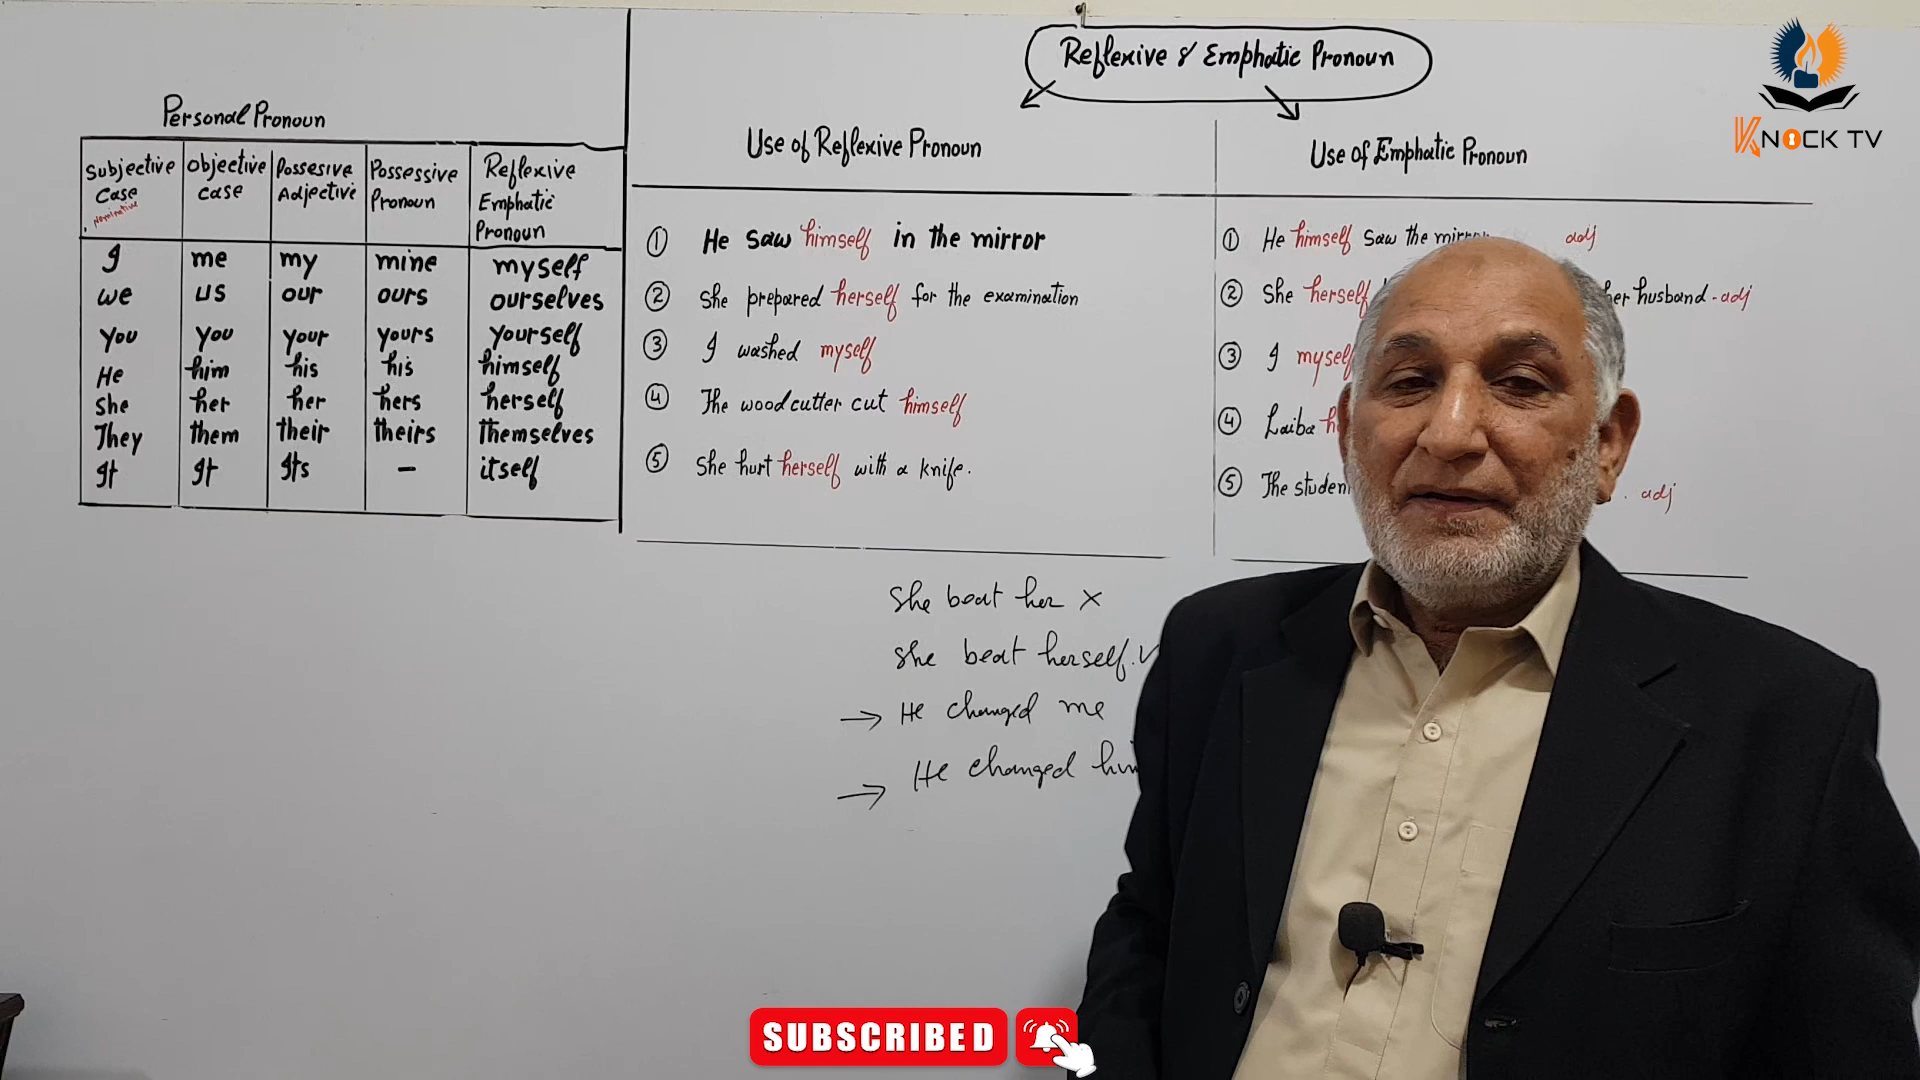 Reflexive & Emphatic Pronoun
KNOCK TV
Personal Pronoun
Subjective Case Nominative | Objective case | Possesive Adjective | Possessive Pronoun | Reflexive Emphatic Pronoun
I me my mine myself
we us our ours ourselves
You you your yours yourself
He him his his himself
She her her hers herself
They them their theirs themselves
It It Its – itself
Use of Reflexive Pronoun
① He saw himself in the mirror
② She prepared herself for the examination
③ I washed myself
④ The woodcutter cut himself
⑤ She hurt herself with a knife.
Use of Emphatic Pronoun
① He himself saw the mirror adj
② She herself her husband - adj
③ I myself
④ Laiba
⑤ The studen . adj
She beat her ×
She beat herself. ✓
→ He changed me
→ He changed him
SUBSCRIBED